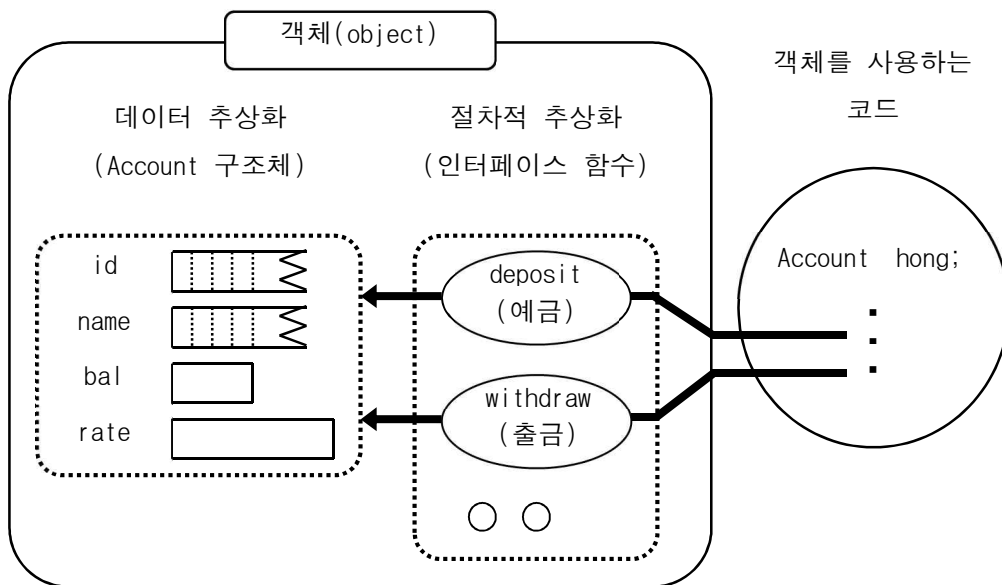 객체(object)
객체를 사용하는
코드
데이터 추상화
(Account 구조체)
절차적 추상화
(인터페이스 함수)
id
name
bal
rate
deposit
(예금)
withdraw
(출금)
Account hong;